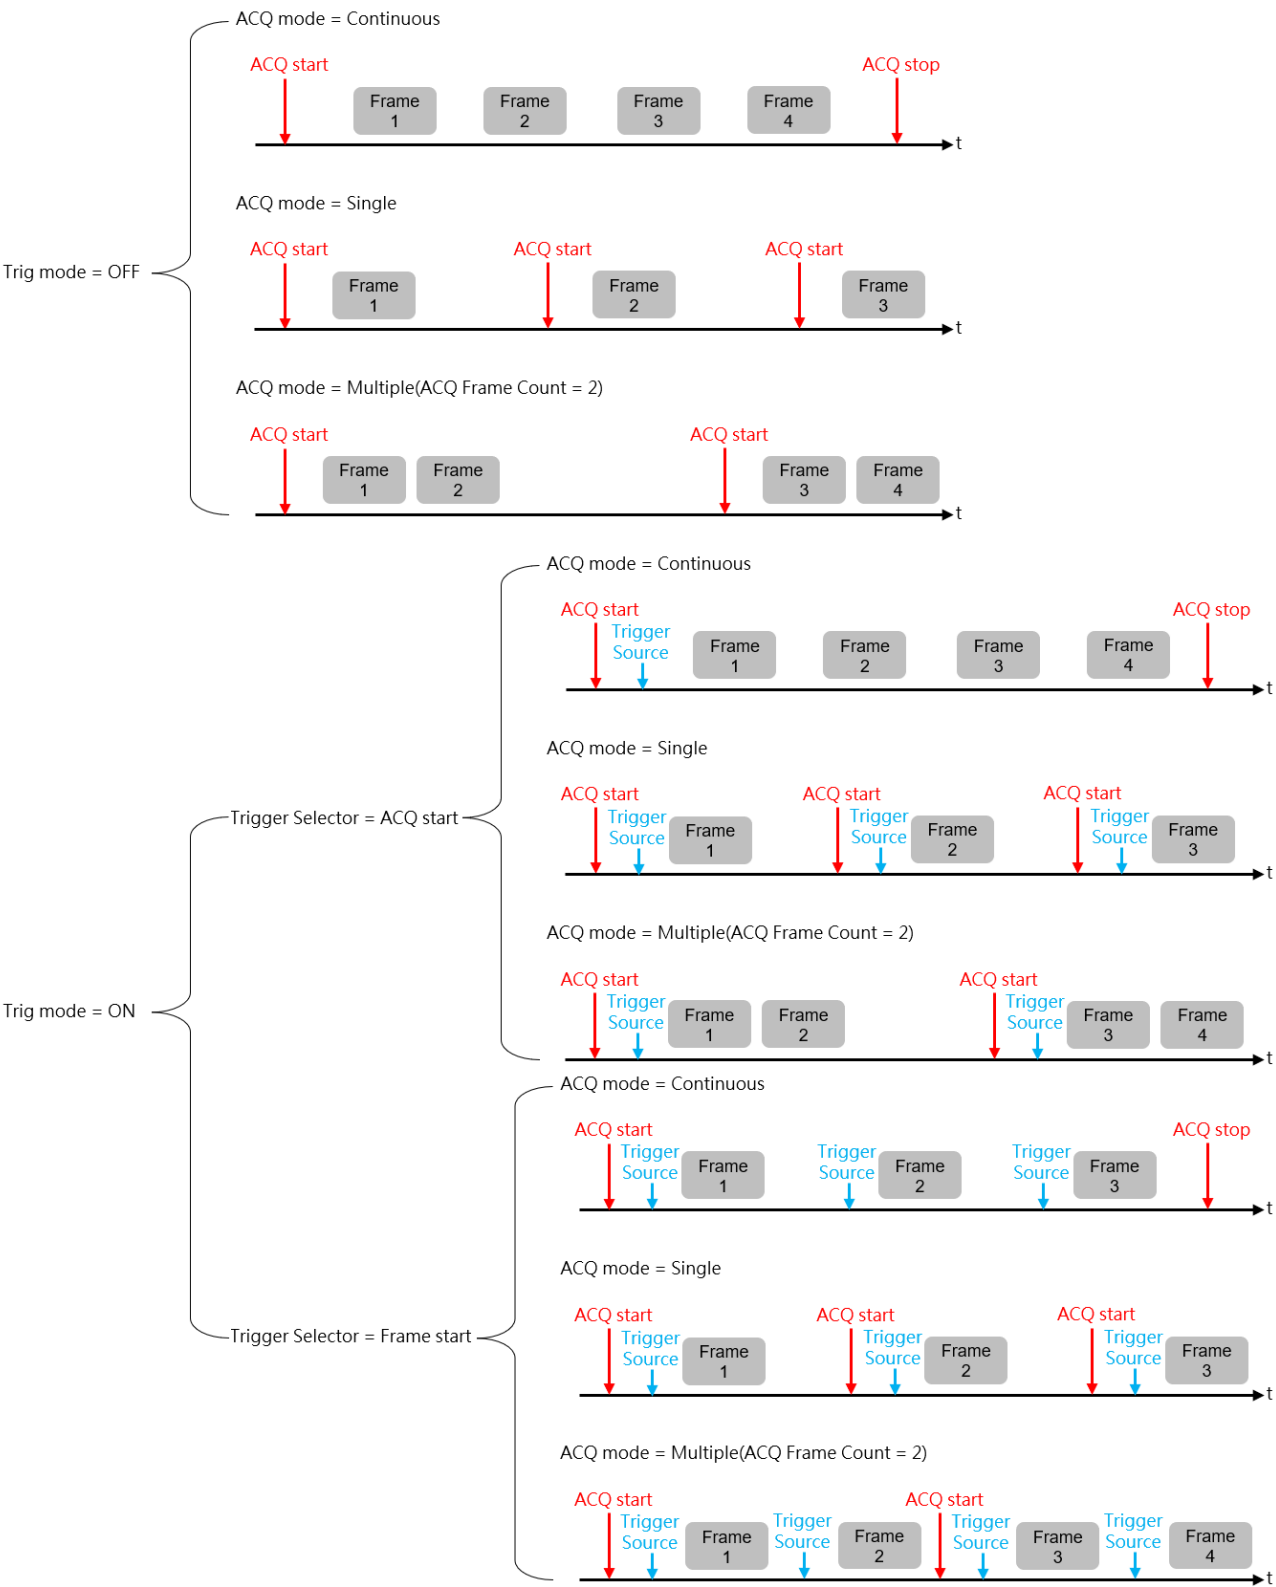 ACQ mode = Continuous
ACQ start
ACQ stop
Frame
1
Frame
2
Frame
3
Frame
4
t
ACQ mode = Single
ACQ start
ACQ start
ACQ start
Trig mode = OFF
Frame
1
Frame
2
Frame
3
t
ACQ mode = Multiple(ACQ Frame Count = 2)
ACQ start
ACQ start
Frame
1
Frame
2
Frame
3
Frame
4
t
ACQ mode = Continuous
ACQ start
ACQ stop
Trigger
Source
Frame
1
Frame
2
Frame
3
Frame
4
t
ACQ mode = Single
ACQ start
ACQ start
ACQ start
Trigger Selector = ACQ start
Trigger
Source
Frame
1
Trigger
Source
Frame
2
Trigger
Source
Frame
3
t
ACQ mode = Multiple(ACQ Frame Count = 2)
ACQ start
ACQ start
Trig mode = ON
Trigger
Source
Frame
1
Frame
2
Trigger
Source
Frame
3
Frame
4
t
ACQ mode = Continuous
ACQ start
ACQ stop
Trigger
Source
Frame
1
Trigger
Source
Frame
2
Trigger
Source
Frame
3
t
ACQ mode = Single
ACQ start
ACQ start
ACQ start
Trigger Selector = Frame start
Trigger
Source
Frame
1
Trigger
Source
Frame
2
Trigger
Source
Frame
3
t
ACQ mode = Multiple(ACQ Frame Count = 2)
ACQ start
ACQ start
Trigger
Source
Frame
1
Trigger
Source
Frame
2
Trigger
Source
Frame
3
Trigger
Source
Frame
4
t